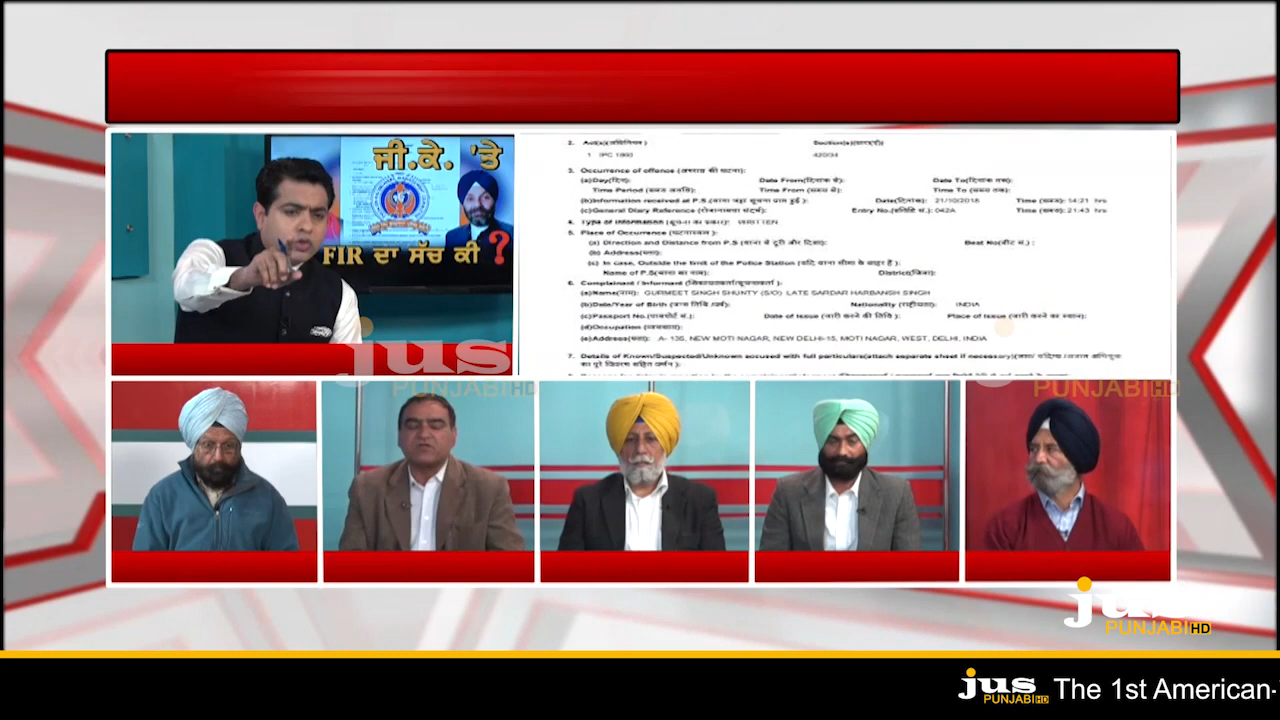 ਜੀ.ਕੇ. 'ਤੇ
FIR ਦਾ ਸੱਚ ਕੀ ?
2. Act(s)(अधिनियम) Section(s)(धारा(एँ))
1 IPC 1860 420/34
3. Occurrence of offence (अपराध की घटना):
(a)Day(दिन): Date From(दिनांक से): Date To(दिनांक तक):
Time Period (समय अवधि): Time From (समय से): Time To (समय तक):
(b)Information received at P.S.(थाना जहां सूचना प्राप्त हुई ): Date(दिनांक): 21/10/2018 Time (समय): 14:21 hrs
(c)General Diary Reference (रोजनामचा संदर्भ): Entry No.(प्रविष्टि सं.): 042A Time (समय): 21:43 hrs
4. Type of Information (सूचना का प्रकार): WRITTEN
5. Place of Occurrence (घटनास्थल ):
(a) Direction and Distance from P.S (थाना से दूरी और दिशा): Beat No(बीट सं.) :
(b) Address(पता):
(c) In case, Outside the limit of the Police Station (यदि थाना सीमा के बाहर हैं ):
Name of P.S(थाना का नाम): District(जिला):
6. Complainant / Informant (शिकायतकर्ता/सूचनाकर्ता ):
(a)Name(नाम): GURMEET SINGH SHUNTY (S/O) LATE SARDAR HARBANSH SINGH
(b)Date/Year of Birth (जन्म तिथि /वर्ष): Nationality (राष्ट्रीयता): INDIA
(c)Passport No.(पासपोर्ट सं.): Date of Issue (जारी करने की तिथि ): Place of Issue (जारी करने का स्थान):
(d)Occupation (व्यवसाय):
(e)Address(पता): A- 136, NEW MOTI NAGAR, NEW DELHI-15, MOTI NAGAR, WEST, DELHI, INDIA
7. Details of Known/Suspected/Unknown accused with full particulars(attach separate sheet if necessary)
का पूरे विवरण सहित वर्णन ):
jus
PUNJABI HD
PUNJABI HD
jus
PUNJABI HD
jus PUNJABI HD The 1st American-